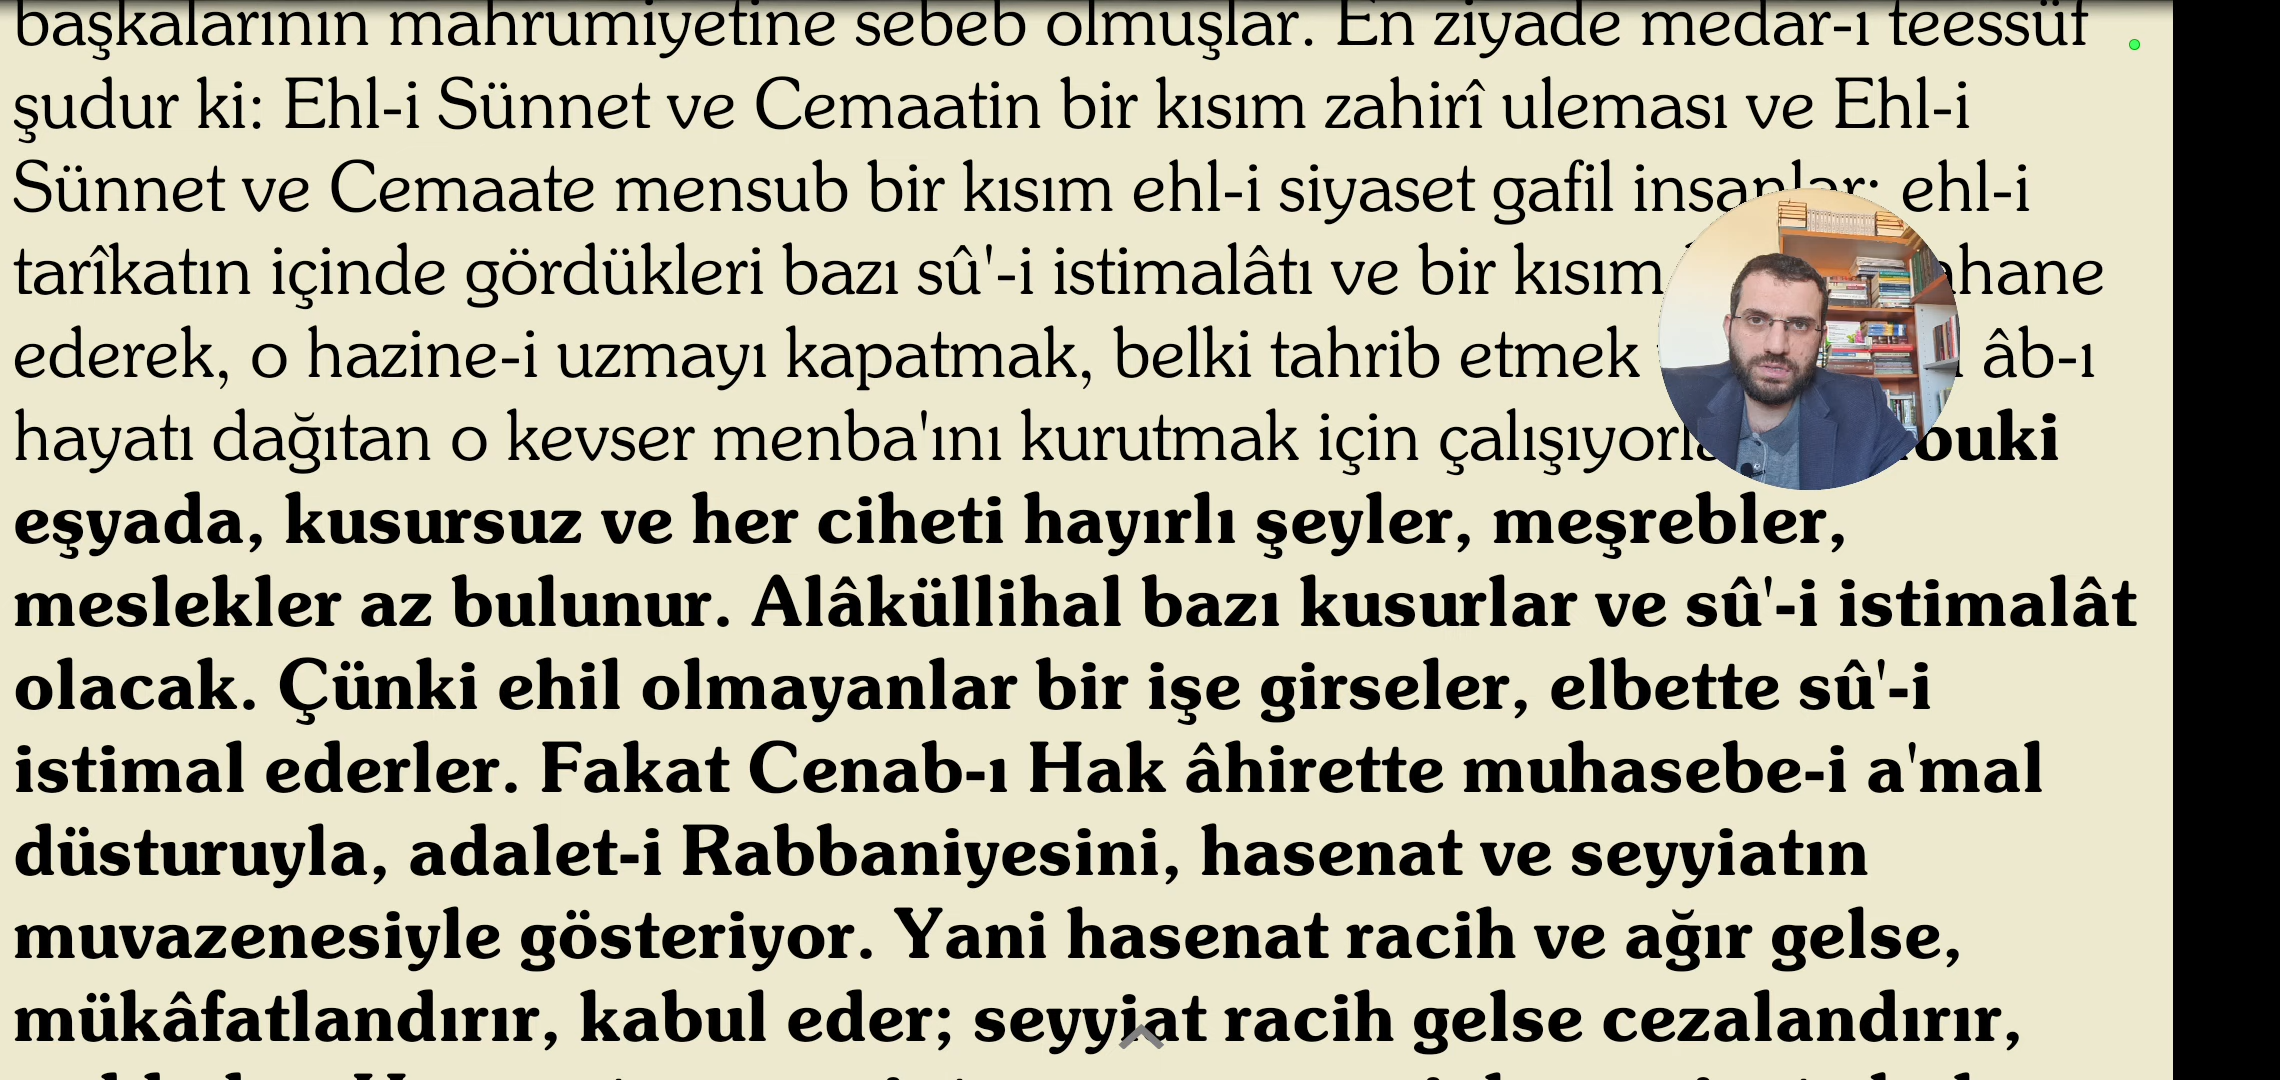 başkalarının mahrumiyetine sebeb olmuşlar. En ziyade medar-ı teessüf
şudur ki: Ehl-i Sünnet ve Cemaatin bir kısım zahirî uleması ve Ehl-i
Sünnet ve Cemaate mensub bir kısım ehl-i siyaset gafil insanlar; ehl-i
tarîkatın içinde gördükleri bazı sû'-i istimalâtı ve bir kısım
ederek, o hazine-i uzmayı kapatmak, belki tahrib etmek âb-ı
hayatı dağıtan o kevser menba'ını kurutmak için
eşyada, kusursuz ve her ciheti hayırlı şeyler, meşrebler,
meslekler az bulunur. Alâküllihal bazı kusurlar ve sû'-i istimalât
olacak. Çünki ehil olmayanlar bir işe girseler, elbette sû'-i
istimal ederler. Fakat Cenab-ı Hak âhirette muhasebe-i a'mal
düsturuyla, adalet-i Rabbaniyesini, hasenat ve seyyiatın
muvazenesiyle gösteriyor. Yani hasenat racih ve ağır gelse,
mükâfatlandırır, kabul eder; seyyiat racih gelse cezalandırır,